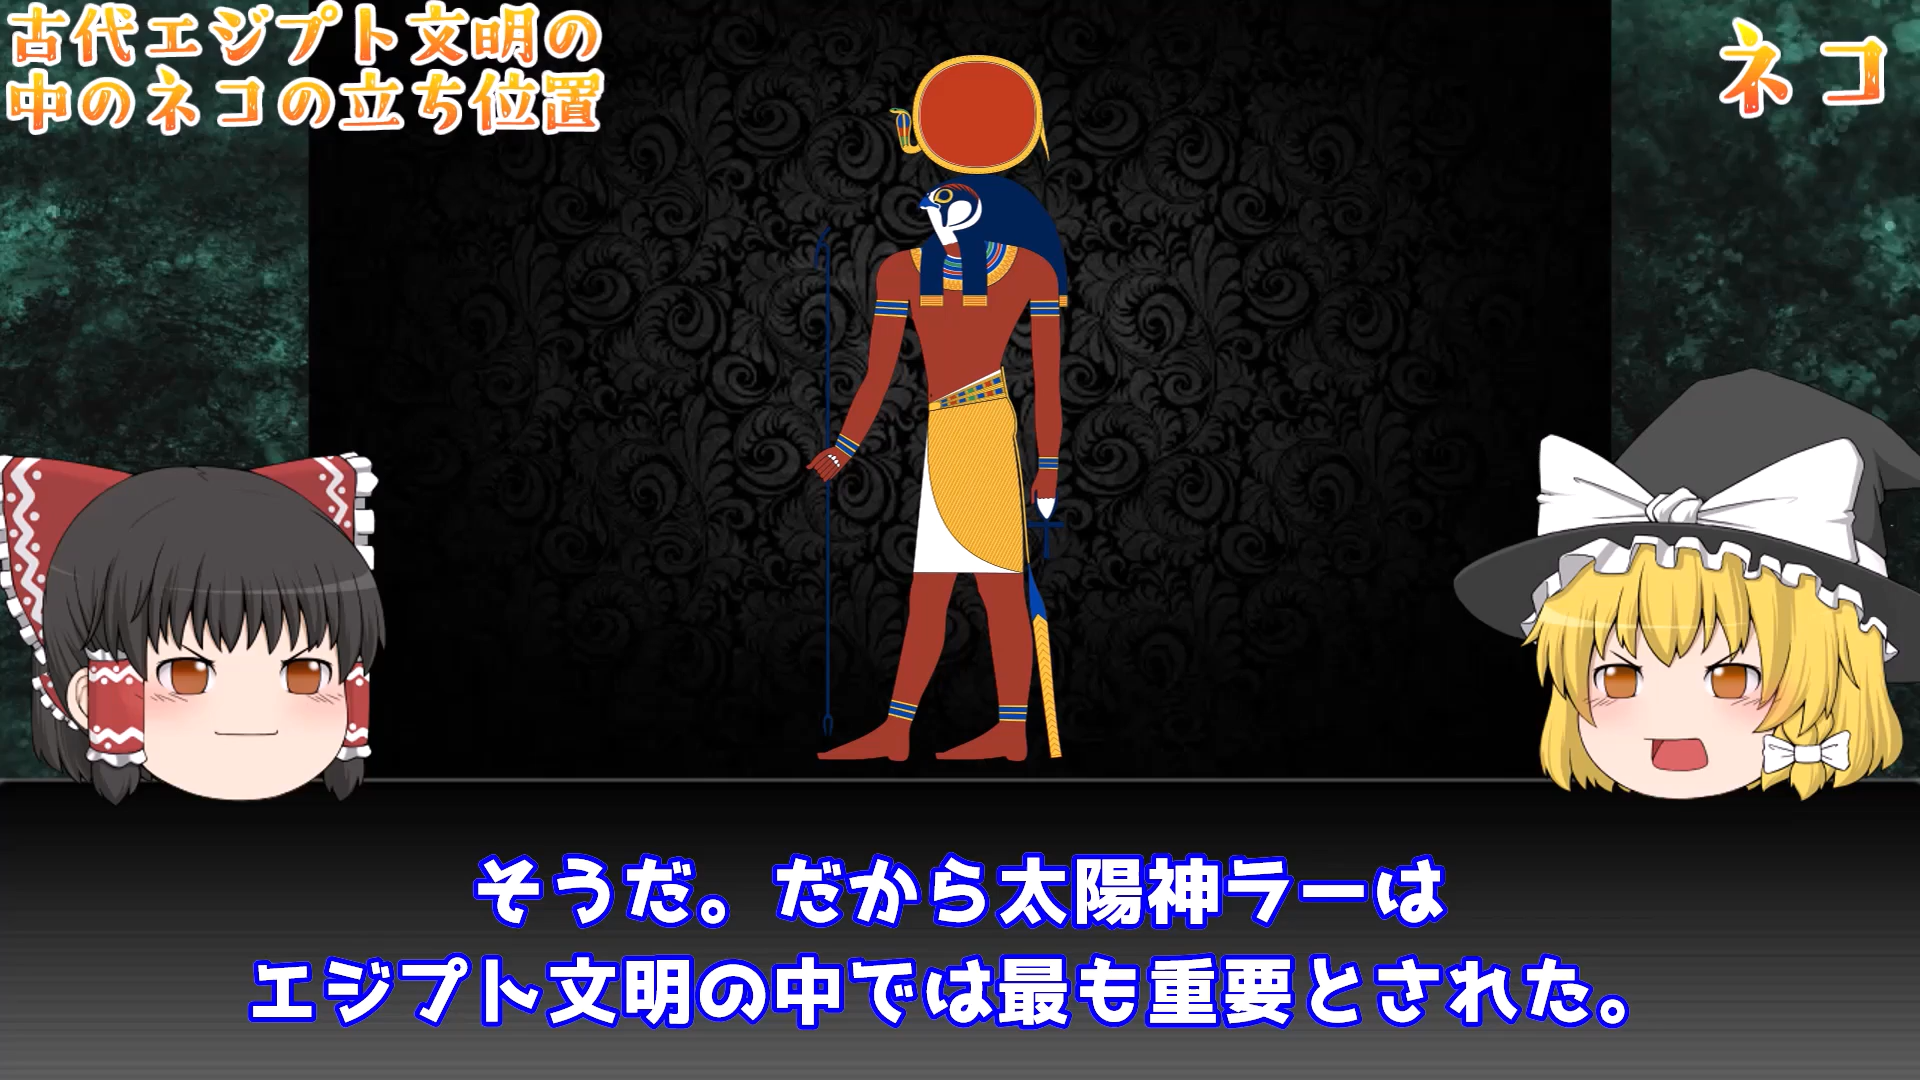 古代エジプト文明の
中のネコの立ち位置
ネコ
そうだ。だから太陽神ラーは
エジプト文明の中では最も重要とされた。